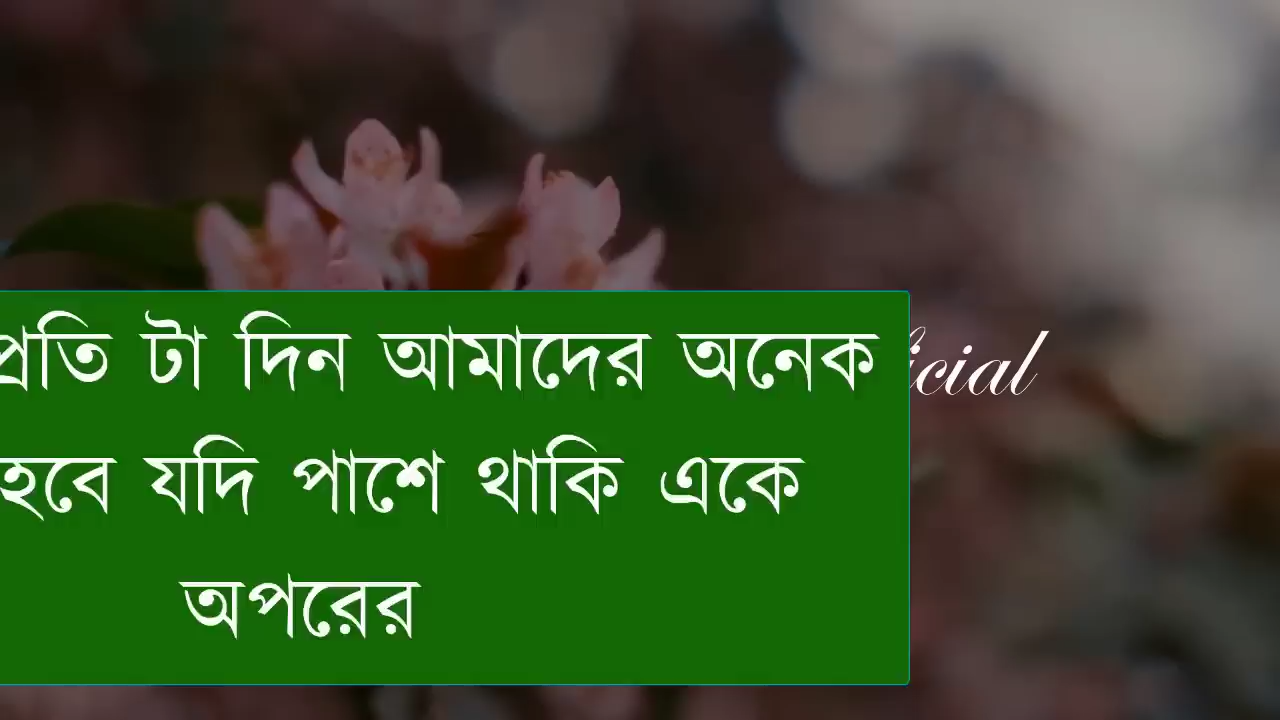 প্রতি টা দিন আমাদের অনেক
হবে যদি পাশে থাকি একে
অপরের